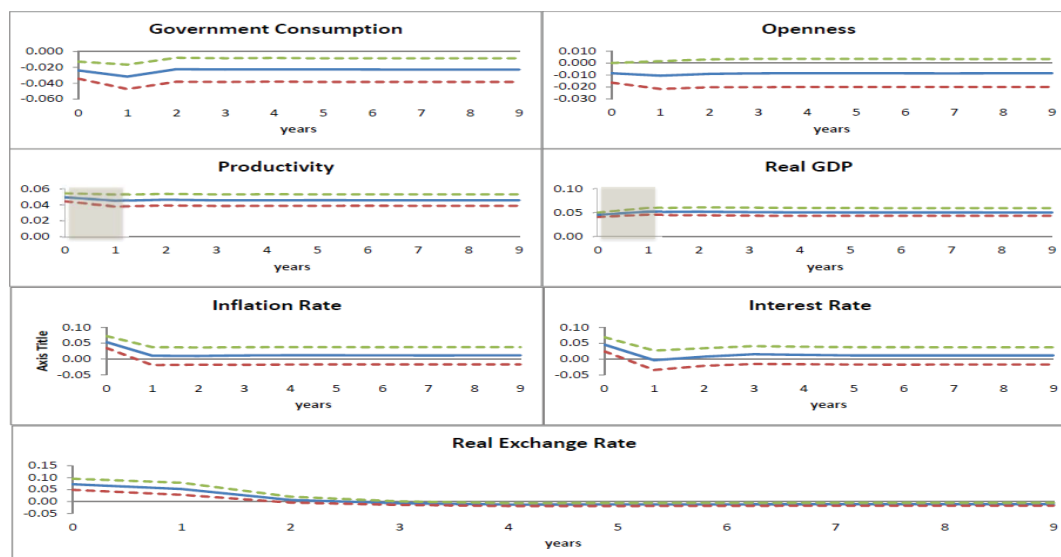 Government Consumption
0.000
-0.020
-0.040
-0.060
0 1 2 3 4 5 6 7 8 9
years
Openness
0.010
0.000
-0.010
-0.020
-0.030
0 1 2 3 4 5 6 7 8 9
years
Productivity
0.06
0.04
0.02
0.00
0 1 2 3 4 5 6 7 8 9
years
Real GDP
0.10
0.05
0.00
0 1 2 3 4 5 6 7 8 9
years
Inflation Rate
Axis Title
0.10
0.05
0.00
-0.05
0 1 2 3 4 5 6 7 8 9
years
Interest Rate
0.10
0.05
0.00
-0.05
0 1 2 3 4 5 6 7 8 9
years
Real Exchange Rate
0.15
0.10
0.05
0.00
-0.05
0 1 2 3 4 5 6 7 8 9
years